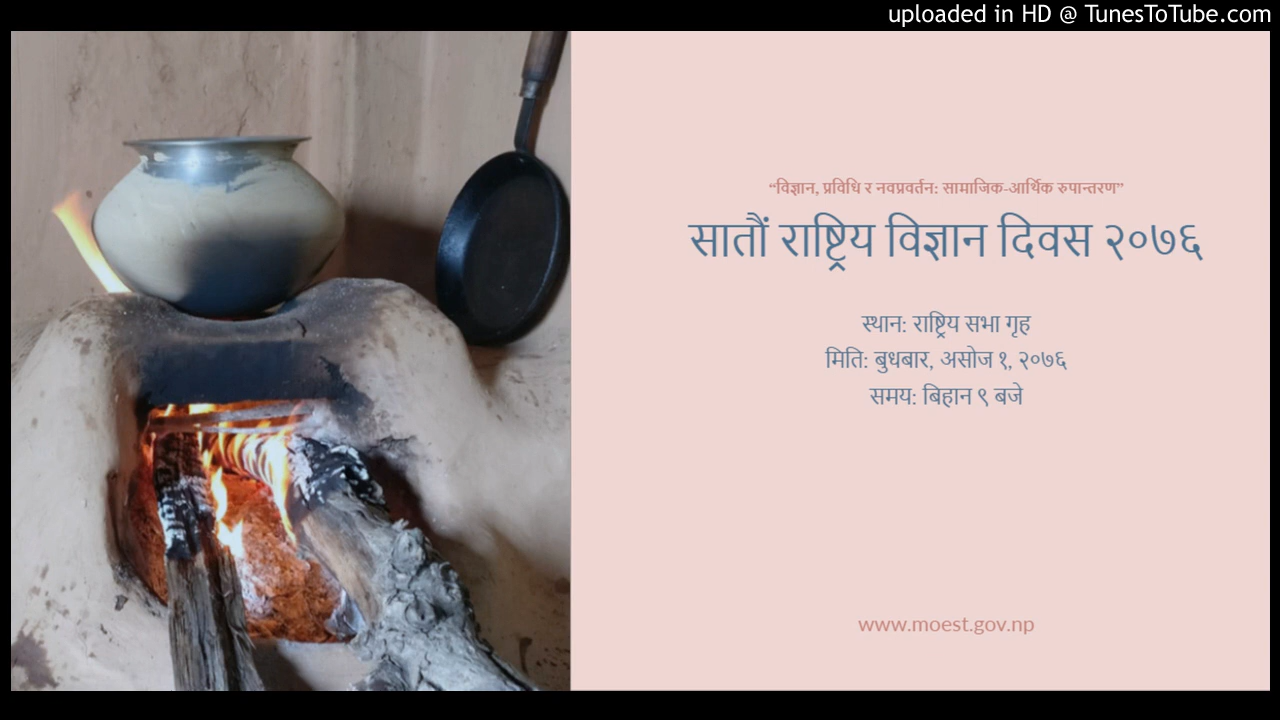 uploaded in HD @ TunesToTube.com
“विज्ञान, प्रविधि र नवप्रवर्तन: सामाजिक-आर्थिक रुपान्तरण”
सातौं राष्ट्रिय विज्ञान दिवस २०७६
स्थान: राष्ट्रिय सभा गृह
मिति: बुधबार, असोज १, २०७६
समय: बिहान ९ बजे
www.moest.gov.np